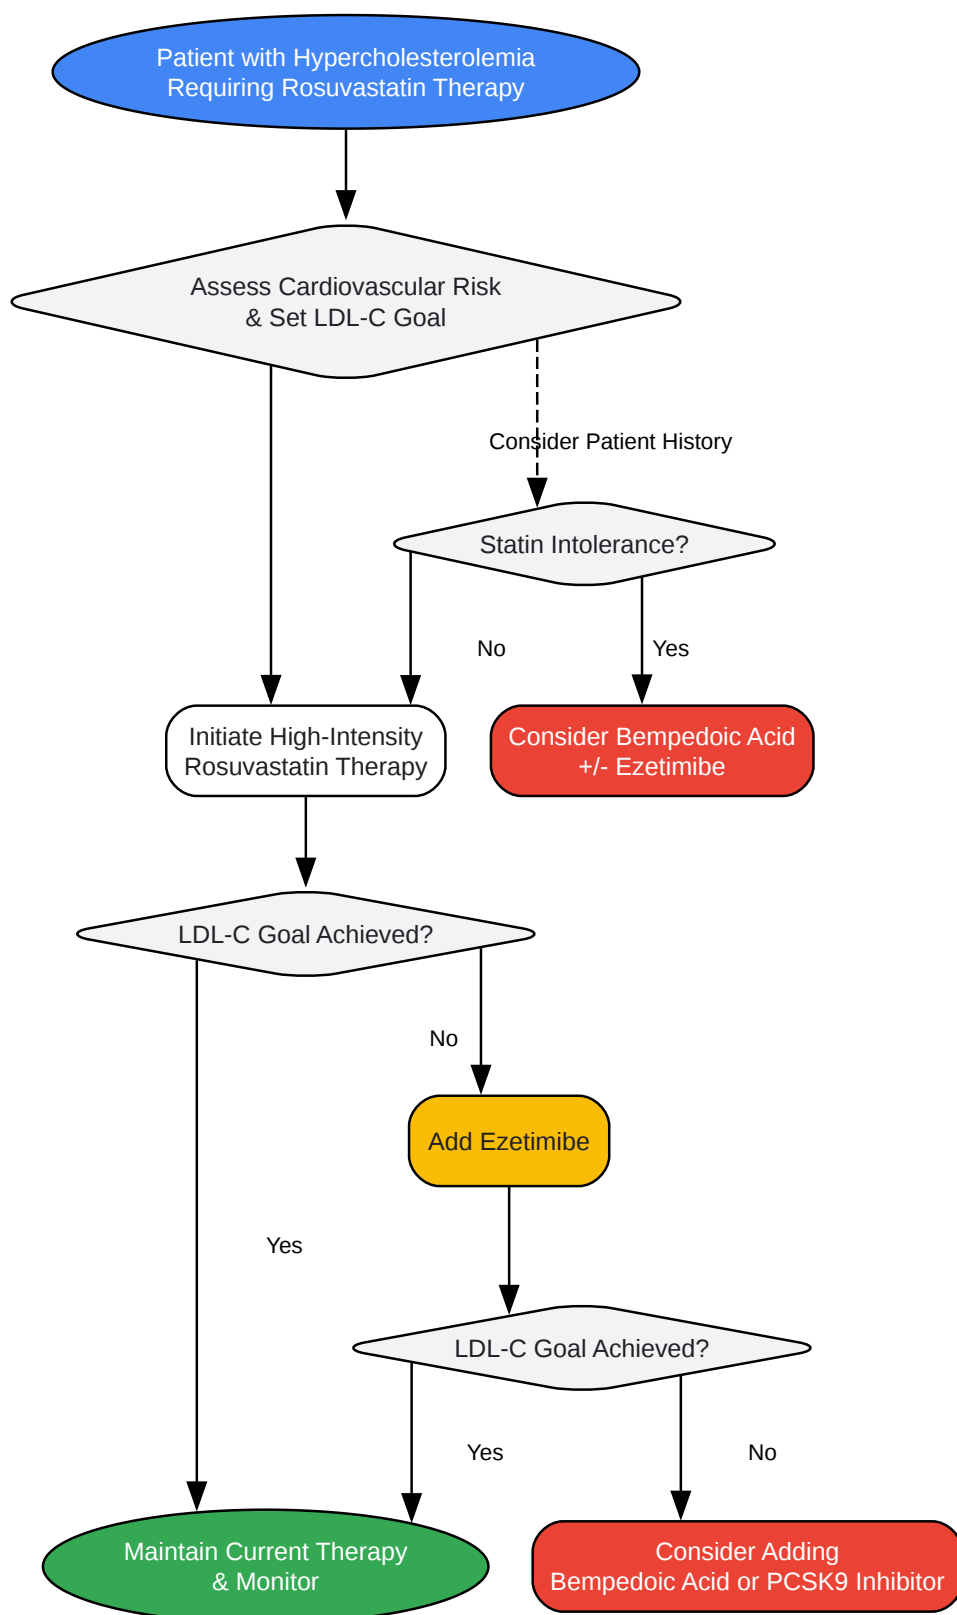 Patient with Hypercholesterolemia
Requiring Rosuvastatin Therapy
Assess Cardiovascular Risk
& Set LDL-C Goal
Consider Patient History
Statin Intolerance?
No
Yes
Initiate High-Intensity
Rosuvastatin Therapy
Consider Bempedoic Acid
+/- Ezetimibe
LDL-C Goal Achieved?
No
Add Ezetimibe
Yes
LDL-C Goal Achieved?
Yes
No
Maintain Current Therapy
& Monitor
Consider Adding
Bempedoic Acid or PCSK9 Inhibitor